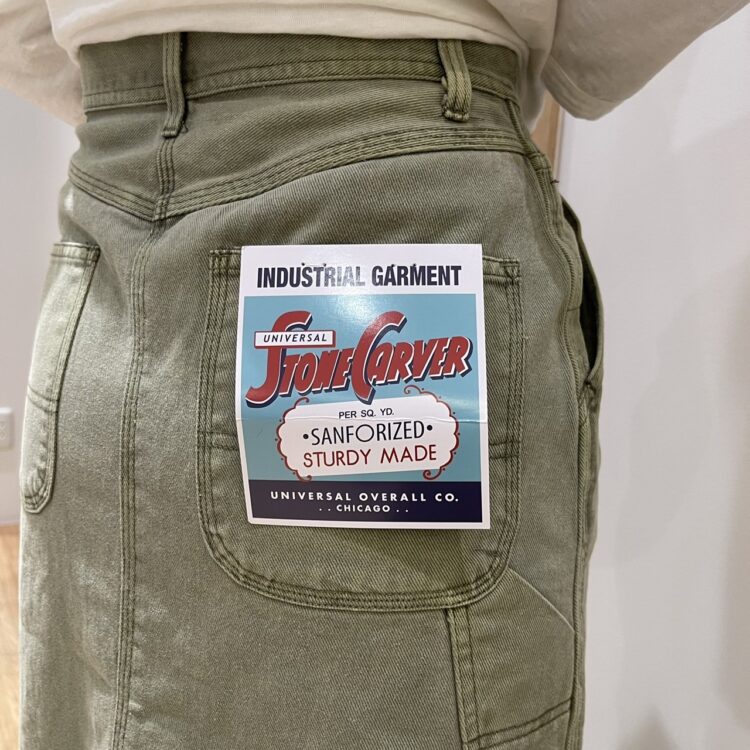 INDUSTRIAL GARMENT
UNIVERSAL
STONE CARVER
PER SQ. YD.
•SANFORIZED•
STURDY MADE
UNIVERSAL OVERALL CO.
. . CHICAGO . .